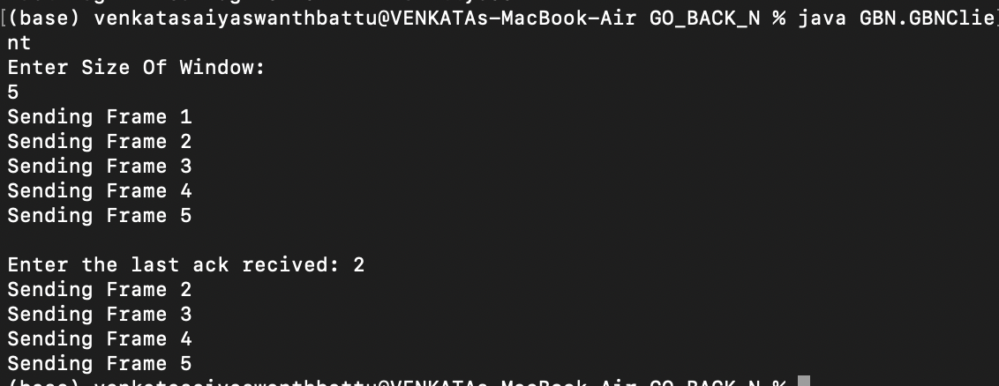 (base) venkatasaiyaswanthbattu@VENKATAs-MacBook-Air GO_BACK_N % java GBN.GBNClie
nt
Enter Size Of Window:
5
Sending Frame 1
Sending Frame 2
Sending Frame 3
Sending Frame 4
Sending Frame 5
Enter the last ack recived: 2
Sending Frame 2
Sending Frame 3
Sending Frame 4
Sending Frame 5
(base) venkatasaiyaswanthbattu@VENKATAs-MacBook-Air GO_BACK_N %